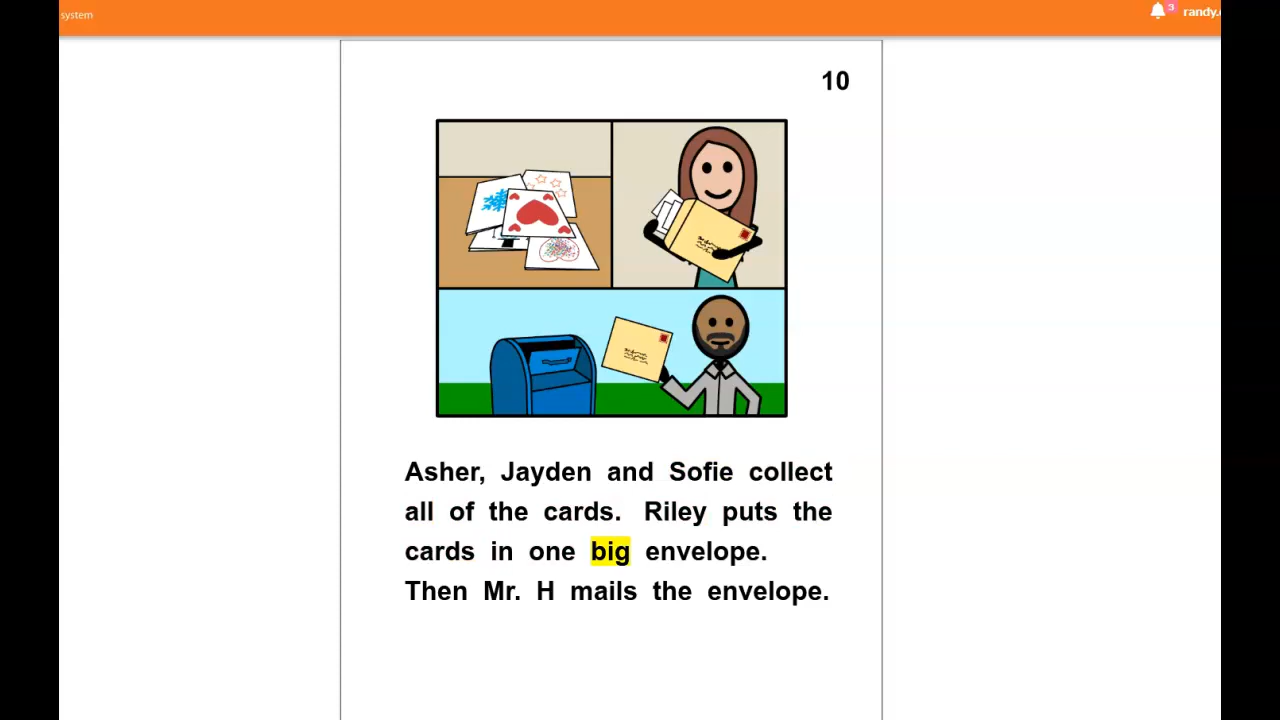 system
3
randy.
10
Asher, Jayden and Sofie collect
all of the cards. Riley puts the
cards in one big envelope.
Then Mr. H mails the envelope.